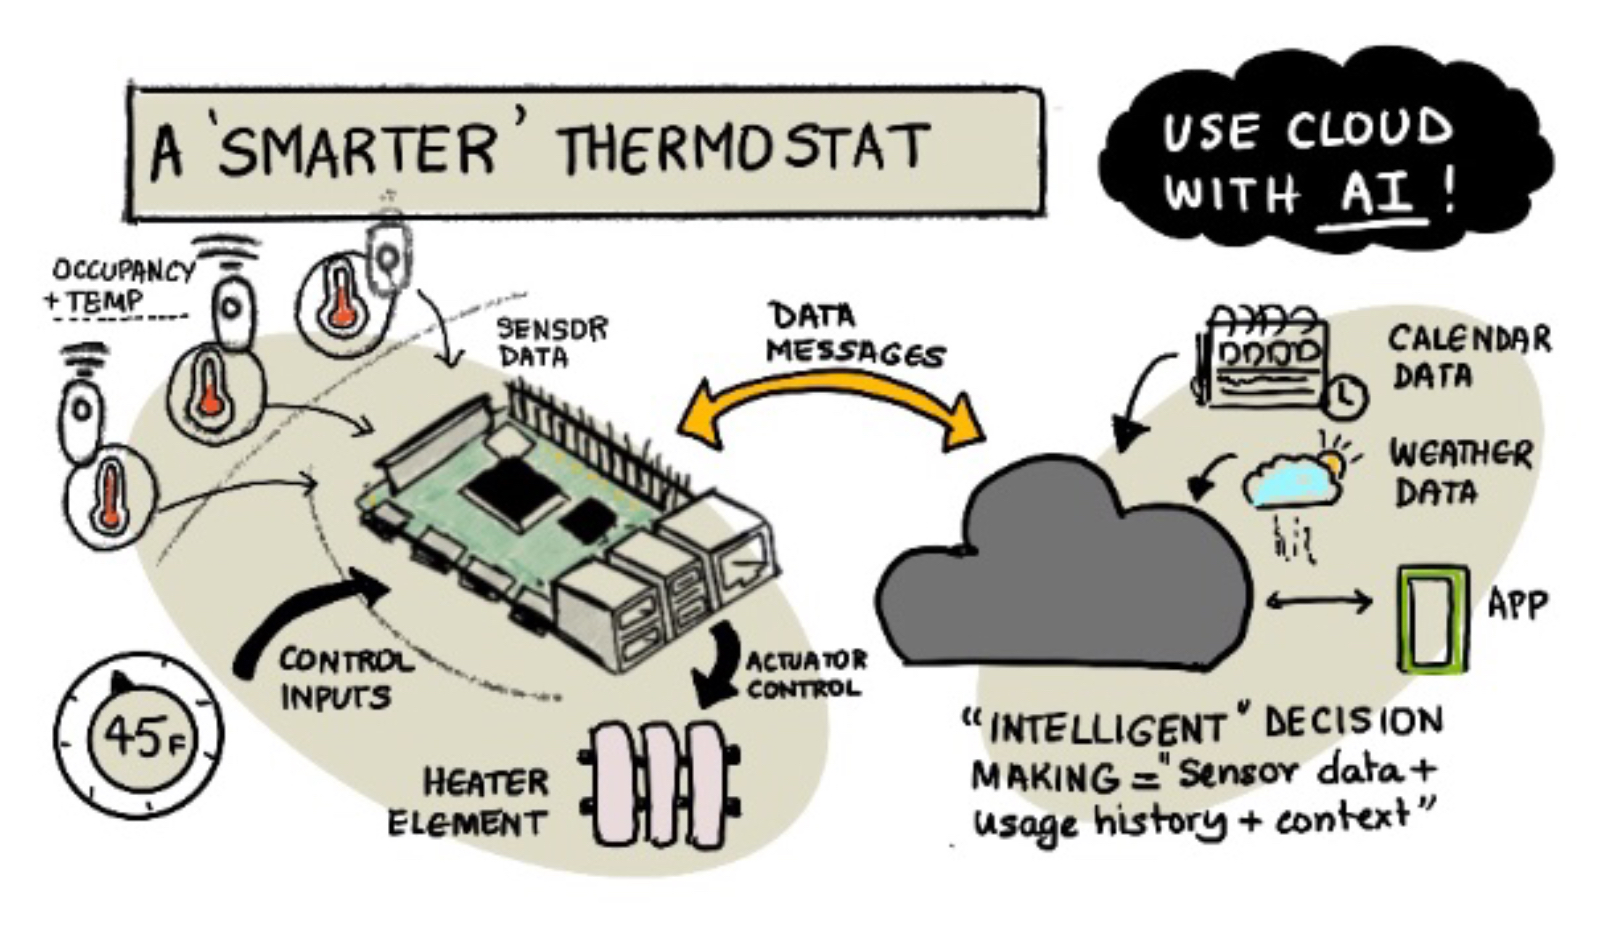 A 'SMARTER' THERMOSTAT
USE CLOUD
WITH AI!
OCCUPANCY
+ TEMP
SENSOR
DATA
DATA
MESSAGES
CALENDAR
DATA
WEATHER
DATA
APP
CONTROL
INPUTS
45F
ACTUATOR
CONTROL
HEATER
ELEMENT
"INTELLIGENT" DECISION
MAKING = "Sensor data +
usage history + context"